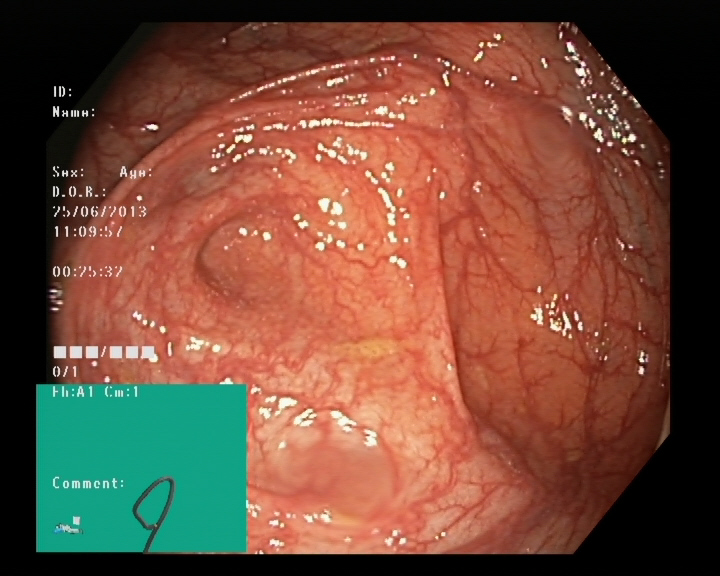 ID:
Name:
Sex: Age:
D.O.B.:
25/06/2013
11:09:57
00:25:32
■■■/■■■
0/1
Eh:A1 Cm:1
Comment: